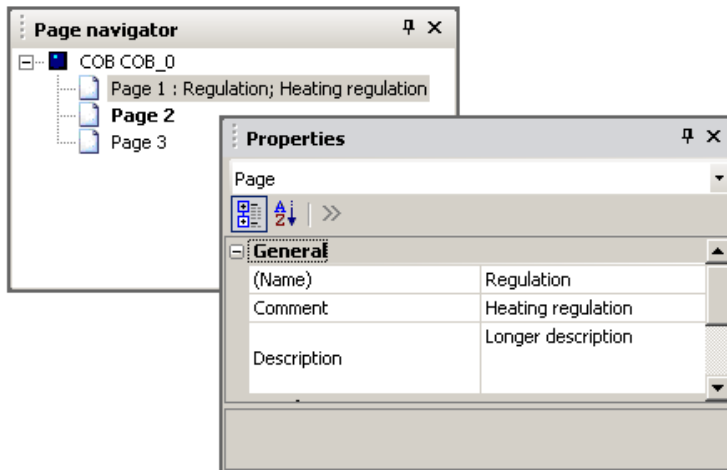 Page navigator
COB COB_0
Page 1 : Regulation; Heating regulation
Page 2
Page 3
Properties
Page
General
(Name) Regulation
Comment Heating regulation
Description Longer description